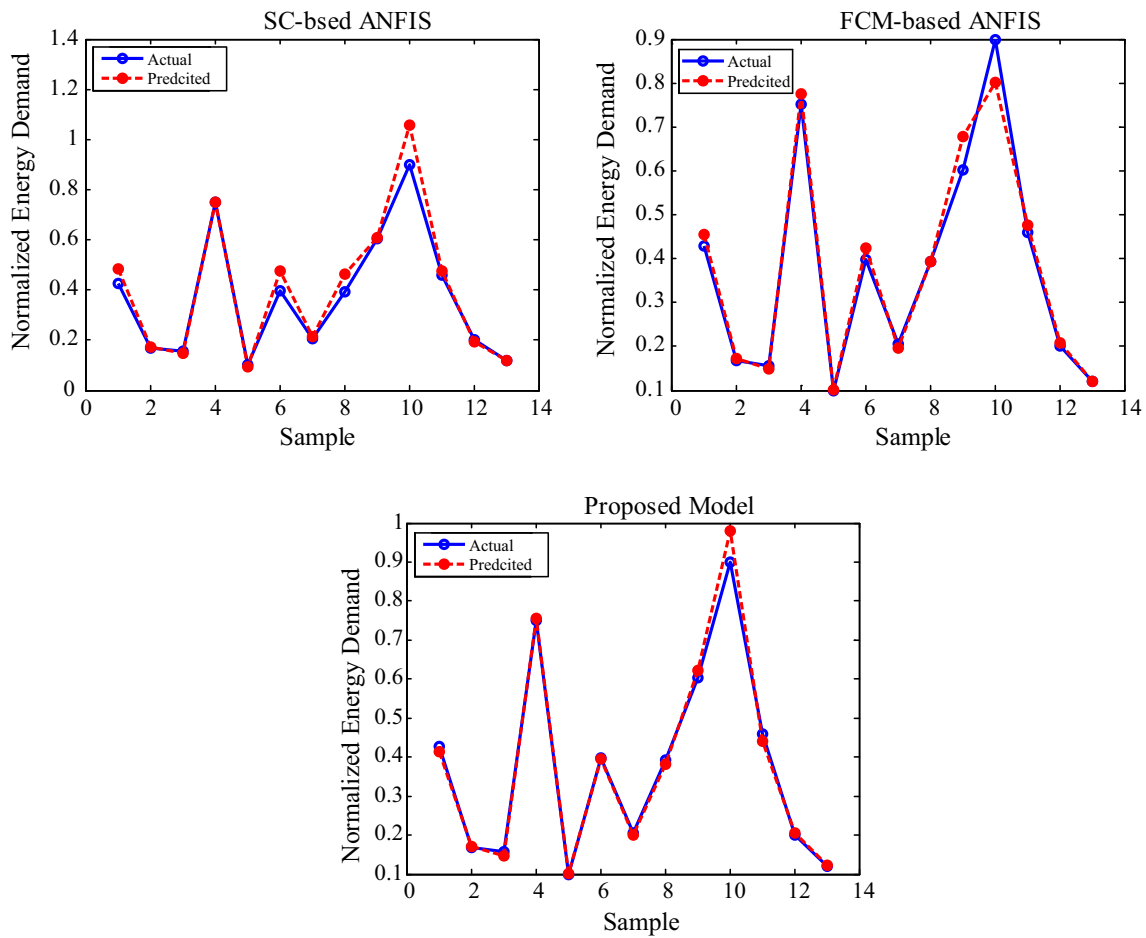 SC-bsed ANFIS
1.4
1.2
1
0.8
0.6
0.4
0.2
0
Normalized Energy Demand
Actual
Predcited
0 2 4 6 8 10 12 14
Sample
FCM-based ANFIS
0.9
0.8
0.7
0.6
0.5
0.4
0.3
0.2
0.1
Normalized Energy Demand
Actual
Predcited
0 2 4 6 8 10 12 14
Sample
Proposed Model
1
0.9
0.8
0.7
0.6
0.5
0.4
0.3
0.2
0.1
Normalized Energy Demand
Actual
Predcited
0 2 4 6 8 10 12 14
Sample